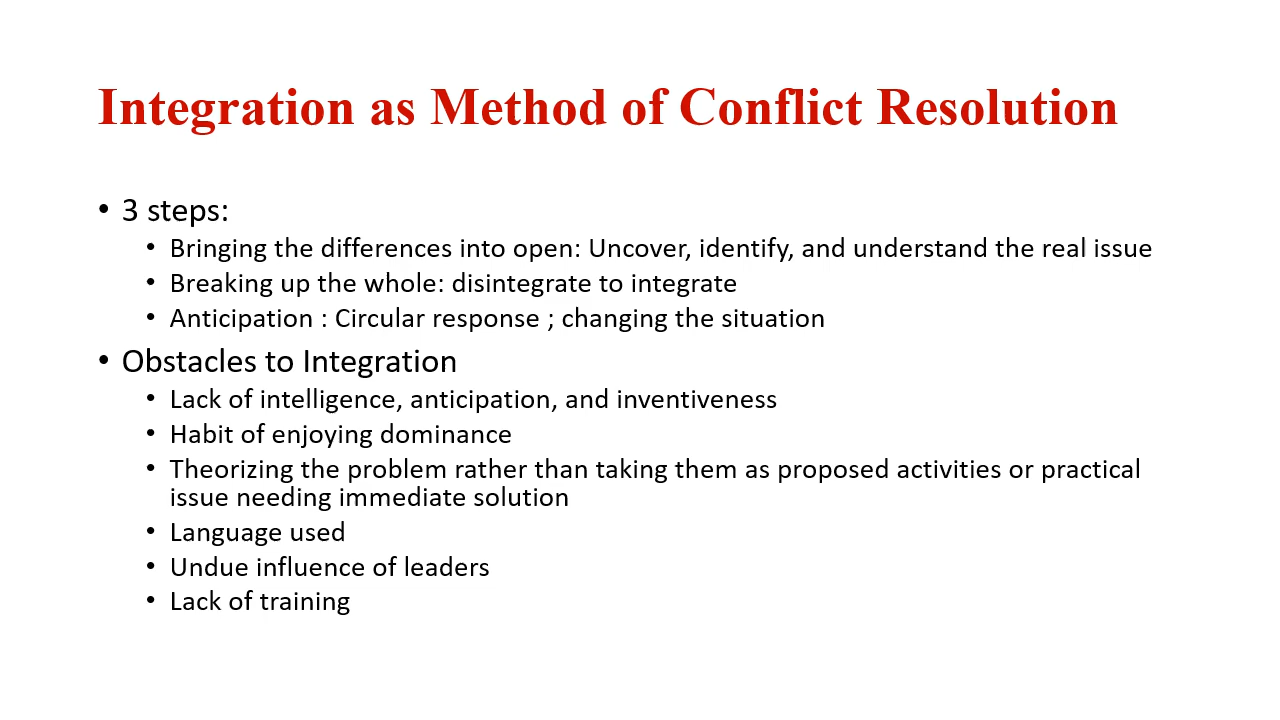 Integration as Method of Conflict Resolution
• 3 steps:
• Bringing the differences into open: Uncover, identify, and understand the real issue
• Breaking up the whole: disintegrate to integrate
• Anticipation : Circular response ; changing the situation
• Obstacles to Integration
• Lack of intelligence, anticipation, and inventiveness
• Habit of enjoying dominance
• Theorizing the problem rather than taking them as proposed activities or practical
issue needing immediate solution
• Language used
• Undue influence of leaders
• Lack of training